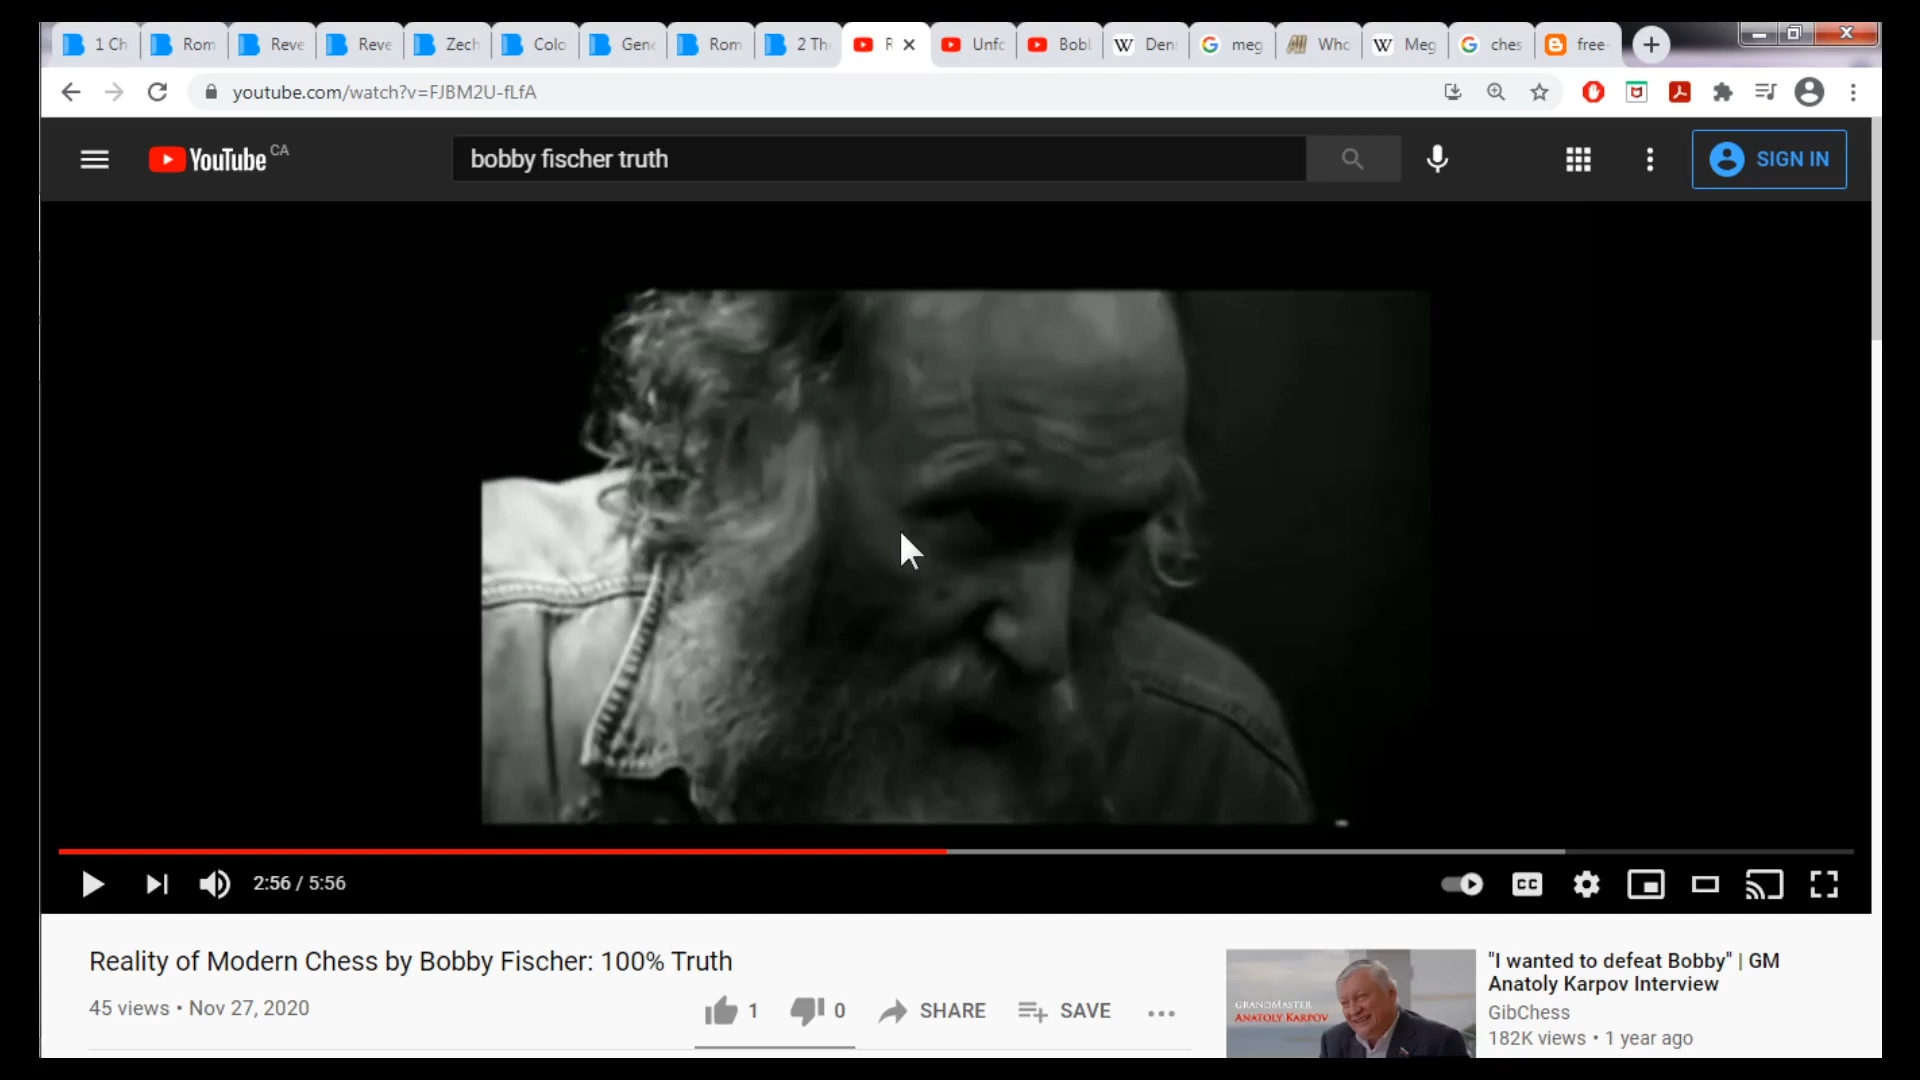 1 Ch Rom Reve Reve Zech Colo Gene Rom 2 Th R Unfo Bobl Den meg Who Meg ches free-
youtube.com/watch?v=FJBM2U-fLfA
YouTube CA
bobby fischer truth
SIGN IN
2:56 / 5:56
CC
Reality of Modern Chess by Bobby Fischer: 100% Truth
45 views • Nov 27, 2020
1 0 SHARE SAVE
GRANDMASTER
ANATOLY KARPOV
"I wanted to defeat Bobby" | GM
Anatoly Karpov Interview
GibChess
182K views • 1 year ago